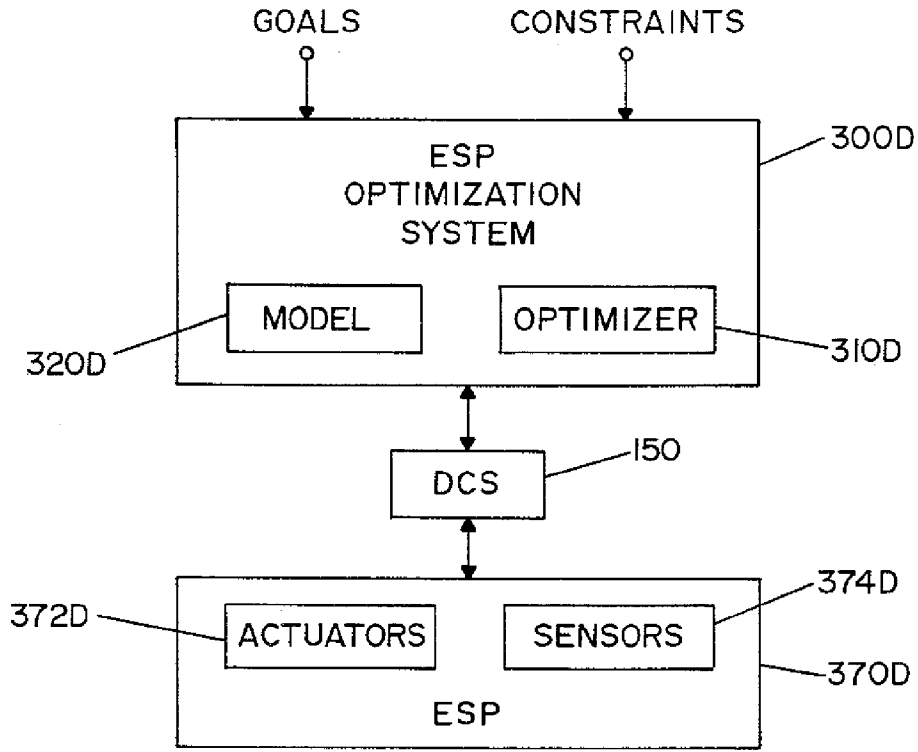 GOALS
CONSTRAINTS
300D
ESP
OPTIMIZATION
SYSTEM
MODEL
OPTIMIZER
320D
310D
150
DCS
374D
372D
ACTUATORS
SENSORS
370D
ESP